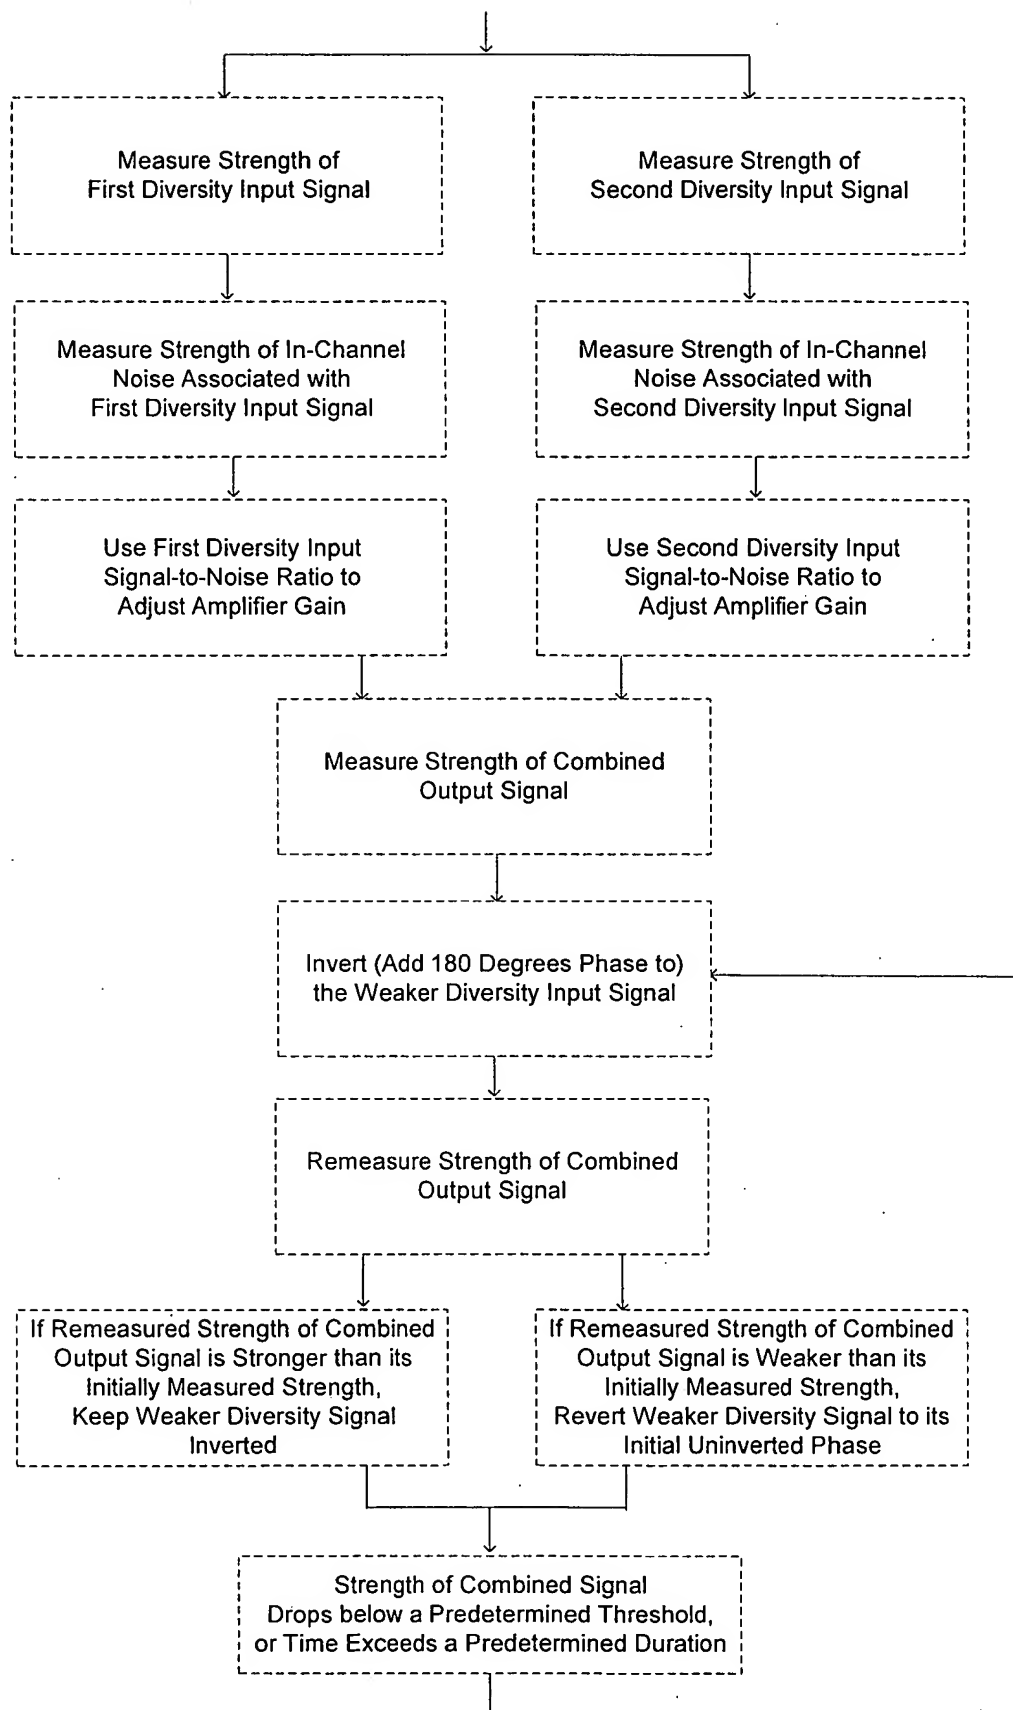 Measure Strength of
First Diversity Input Signal
Measure Strength of
Second Diversity Input Signal
Measure Strength of In-Channel
Noise Associated with
First Diversity Input Signal
Measure Strength of In-Channel
Noise Associated with
Second Diversity Input Signal
Use First Diversity Input
Signal-to-Noise Ratio to
Adjust Amplifier Gain
Use Second Diversity Input
Signal-to-Noise Ratio to
Adjust Amplifier Gain
Measure Strength of Combined
Output Signal
Invert (Add 180 Degrees Phase to)
the Weaker Diversity Input Signal
Remeasure Strength of Combined
Output Signal
If Remeasured Strength of Combined
Output Signal is Stronger than its
Initially Measured Strength,
Keep Weaker Diversity Signal
Inverted
If Remeasured Strength of Combined
Output Signal is Weaker than its
Initially Measured Strength,
Revert Weaker Diversity Signal to its
Initial Uninverted Phase
Strength of Combined Signal
Drops below a Predetermined Threshold,
or Time Exceeds a Predetermined Duration